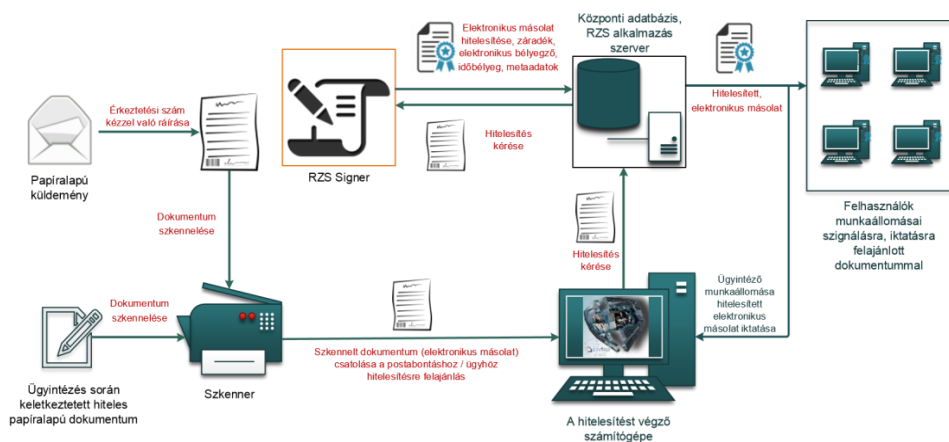 Érkeztetési szám
kézzel való ráírása
Papíralapú
küldemény
Dokumentum
szkennelése
Elektronikus másolat
hitelesítése, záradék,
elektronikus bélyegző,
időbélyeg, metaadatok
RZS Signer
Hitelesítés
kérése
Központi adatbázis,
RZS alkalmazás
szerver
Hitelesített,
elektronikus másolat
Felhasználók
munkaállomásai
szignálásra, iktatásra
felajánlott
dokumentummal
Dokumentum
szkennelése
Ügyintézés során
keletkeztetett hiteles
papíralapú dokumentum
Szkenner
Szkennelt dokumentum (elektronikus másolat)
csatolása a postabontáshoz / ügyhöz
hitelesítésre felajánlás
Hitelesítés
kérése
Ügyintéző
munkaállomása
hitelesített
elektronikus
másolat iktatása
A hitelesítést végző
számítógépe